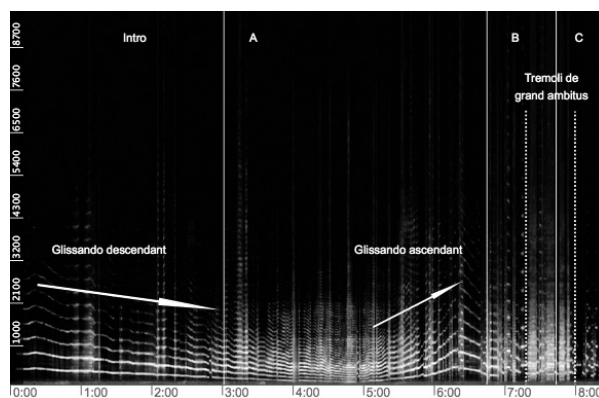 Intro
A
B
C
Tremoli de
grand ambitus
Glissando descendant
Glissando ascendant
8700
7600
6500
5400
4300
3200
2100
1000
0:00 1:00 2:00 3:00 4:00 5:00 6:00 7:00 8:00